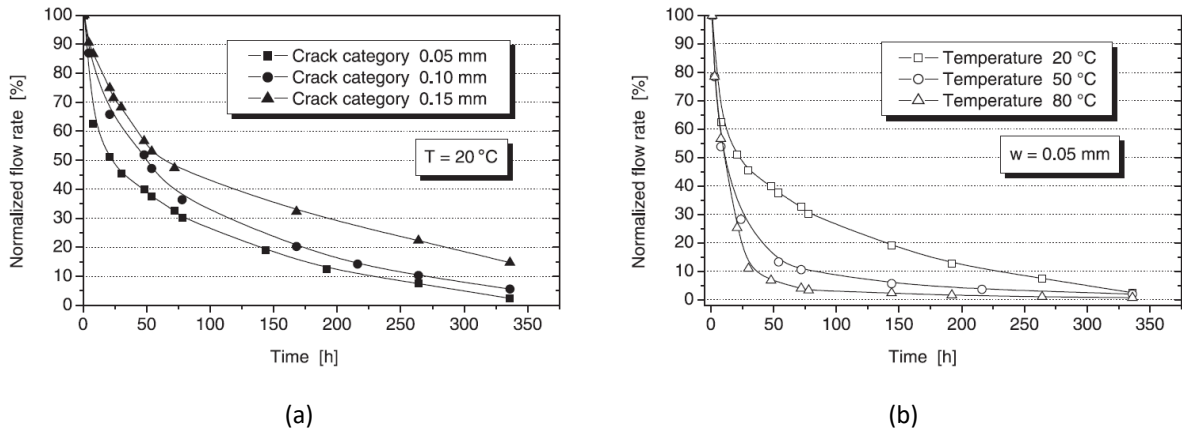 100
90
80
70
60
50
40
30
20
10
0
Normalized flow rate [%]
Crack category 0.05 mm
Crack category 0.10 mm
Crack category 0.15 mm
T = 20 °C
0 50 100 150 200 250 300 350
Time [h]
(a)
100
90
80
70
60
50
40
30
20
10
0
Normalized flow rate [%]
Temperature 20 °C
Temperature 50 °C
Temperature 80 °C
w = 0.05 mm
0 50 100 150 200 250 300 350
Time [h]
(b)